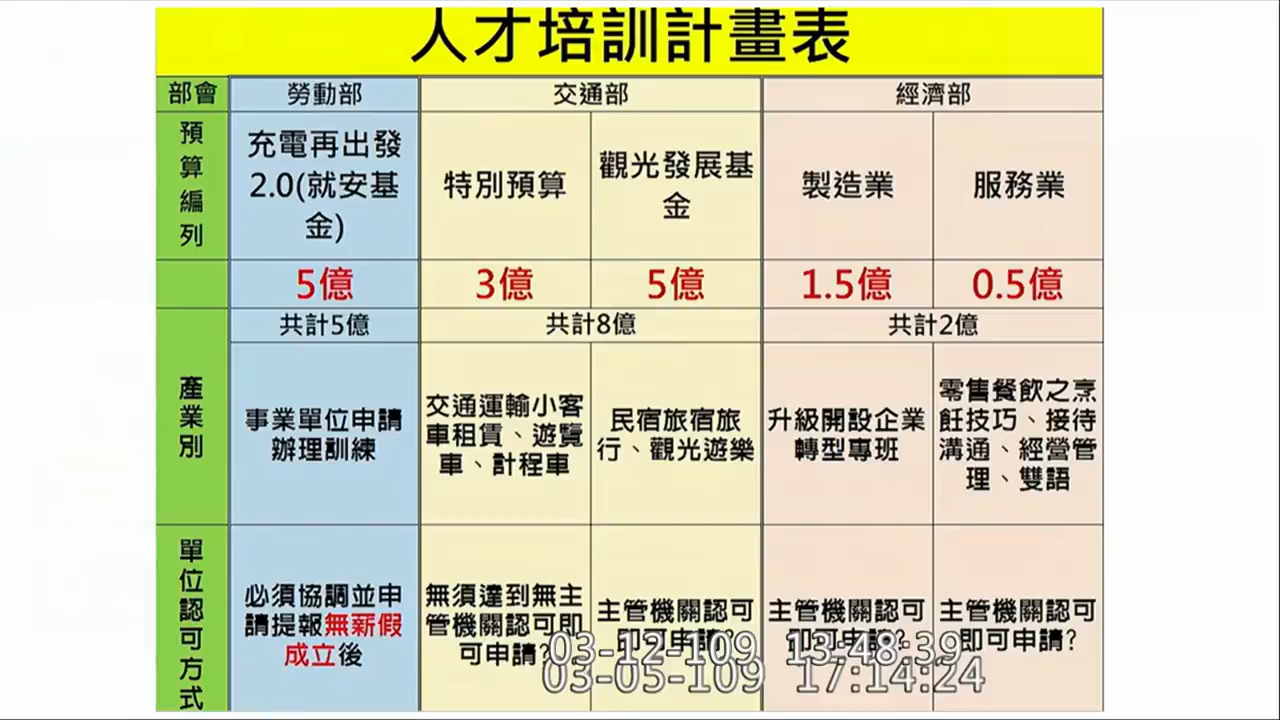 人才培訓計畫表
部會
勞動部
交通部
經濟部
預算編列
充電再出發
2.0(就安基
金)
特別預算
觀光發展基
金
製造業
服務業
5億
3億
5億
1.5億
0.5億
共計5億
共計8億
共計2億
產業別
事業單位申請
辦理訓練
交通運輸小客
車租賃、遊覽
車、計程車
民宿旅宿旅
行、觀光遊樂
升級開設企業
轉型專班
零售餐飲之烹
飪技巧、接待
溝通、經營管
理、雙語
單位認可方式
必須協調並申
請提報無薪假
成立後
無須達到無主
管機關認可即
可申請?
主管機關認可
即可申請?
主管機關認可
即可申請?
主管機關認可
即可申請?
03-12-109 13:48:39
03-05-109 17:14:24